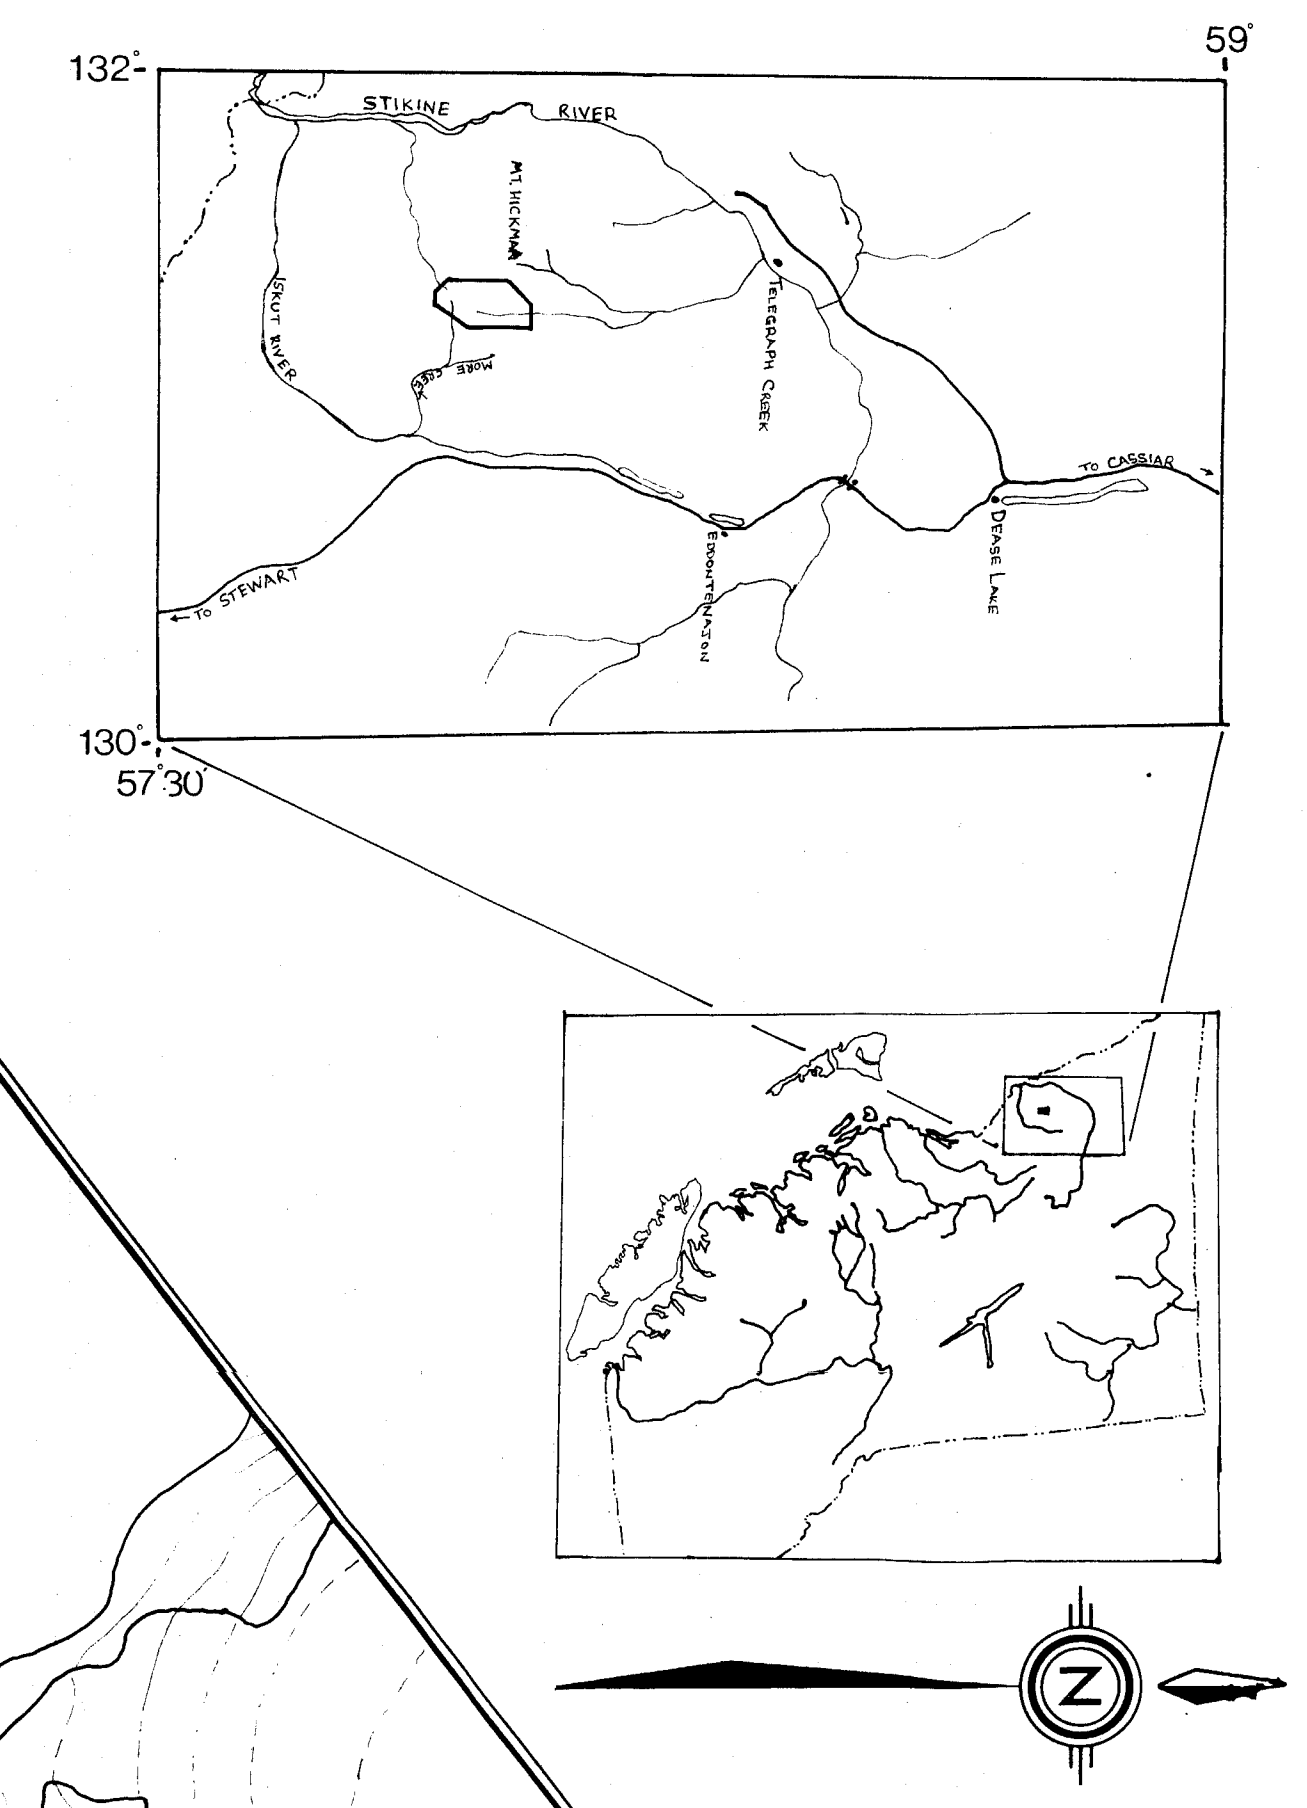 59°
132°
STIKINE RIVER
MT. HICKMAN
ISKUT RIVER
TELEGRAPH CREEK
MORE CREEK
TO CASSIAR
DEASE LAKE
EDDONTENAJON
← TO STEWART
130°
57°30'
N